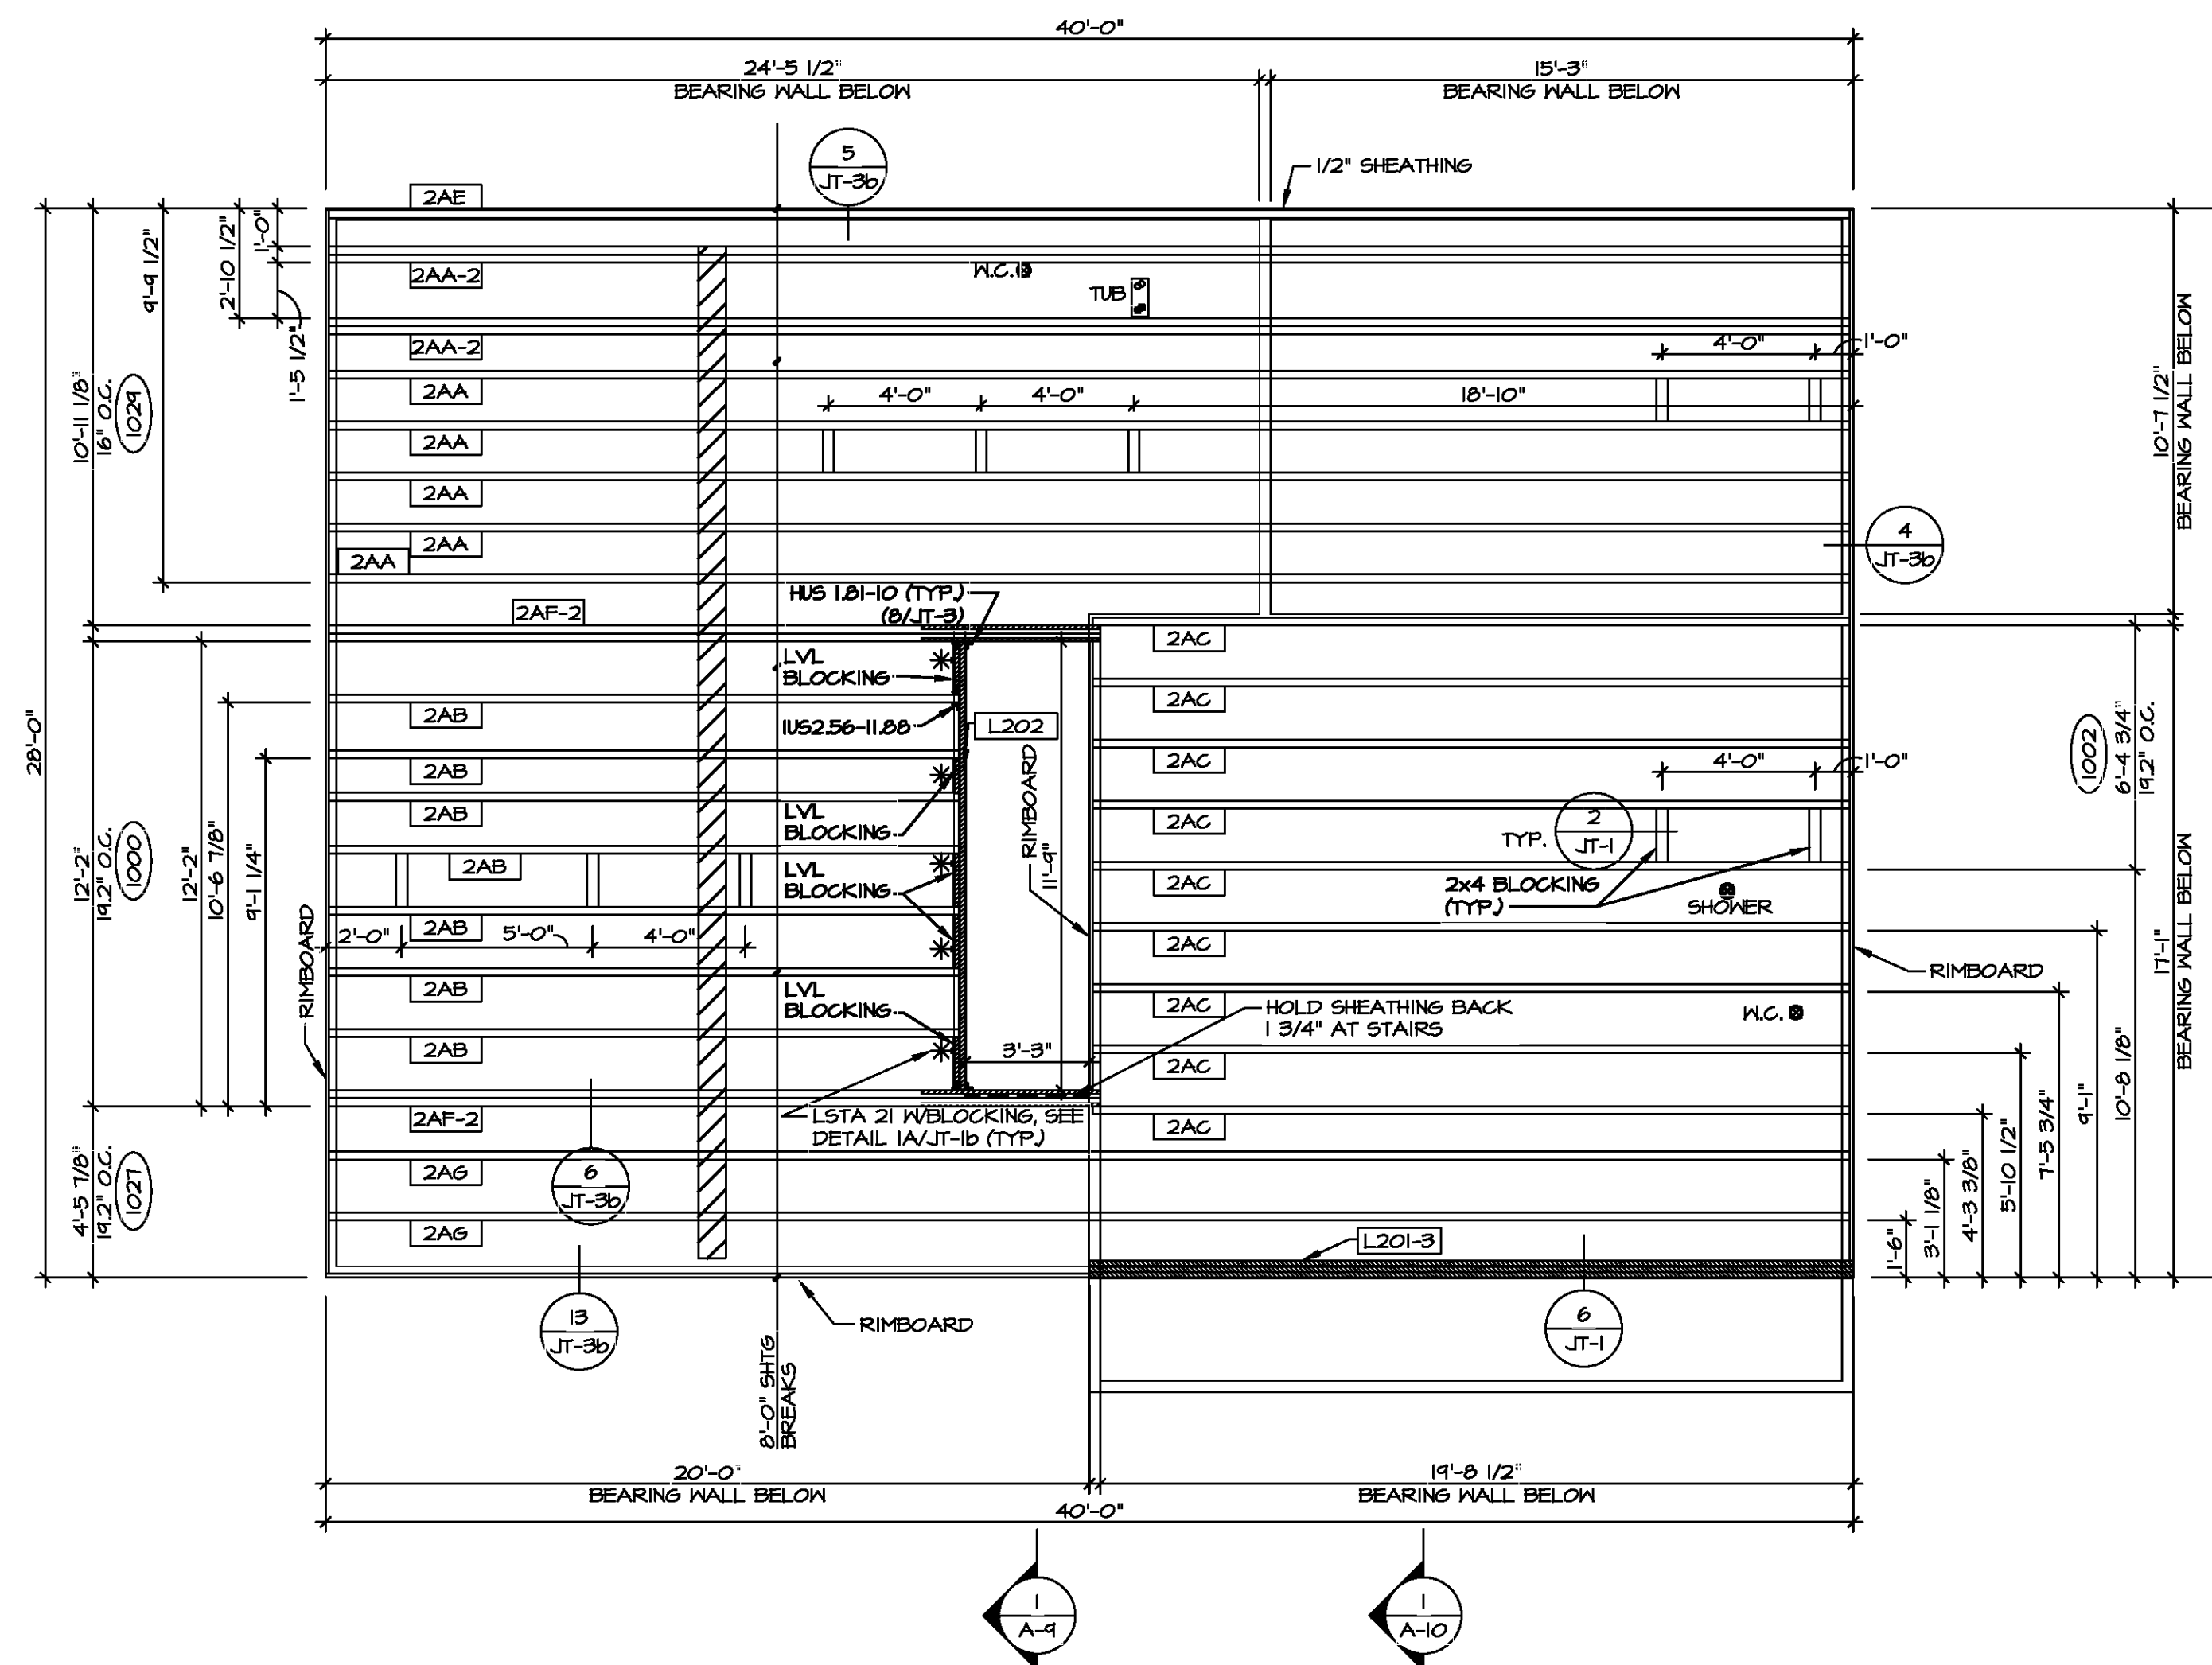 40'-0"
24'-5 1/2"
BEARING WALL BELOW
15'-3"
BEARING WALL BELOW
5
JT-3b
1/2" SHEATHING
2AE
2AA-2
W.C.
TUB
2AA-2
2AA
2AA
2AA
2AA
2AA
2AF-2
28'-0"
10'-11 1/8"
16" O.C.
1029
9'-9 1/2"
2'-10 1/2"
1'-0"
1'-5 1/2"
4'-0"
4'-0"
18'-10"
4'-0"
1'-0"
4
JT-3b
10'-7 1/2"
BEARING WALL BELOW
HUS 1.81-10 (TYP.)
(8/JT-3)
LVL
BLOCKING
IUS2.56-11.88
L202
RIMBOARD
11'-9"
LVL
BLOCKING
LVL
BLOCKING
LVL
BLOCKING
3'-3"
2AB
2AB
2AB
2AB
2AB
2AB
2AB
2AF-2
2AG
2AG
12'-2"
19.2" O.C.
1000
12'-2"
10'-6 7/8"
9'-1 1/4"
RIMBOARD
2'-0"
5'-0"
4'-0"
4'-5 7/8"
19.2" O.C.
1027
2AC
2AC
2AC
2AC
2AC
2AC
2AC
2AC
2AC
4'-0"
1'-0"
TYP.
2
JT-1
2x4 BLOCKING
(TYP.)
SHOWER
RIMBOARD
W.C.
HOLD SHEATHING BACK
1 3/4" AT STAIRS
LSTA 21 W/BLOCKING, SEE
DETAIL 1A/JT-1b (TYP.)
1002
6'-4 3/4"
19.2" O.C.
17'-1"
BEARING WALL BELOW
10'-8 1/8"
9'-1"
7'-5 3/4"
5'-10 1/2"
4'-3 3/8"
3'-1 1/8"
1'-6"
6
JT-3b
L201-3
13
JT-3b
RIMBOARD
6
JT-1
8'-0" SHTG
BREAKS
20'-0"
BEARING WALL BELOW
19'-8 1/2"
BEARING WALL BELOW
40'-0"
1
A-9
1
A-10